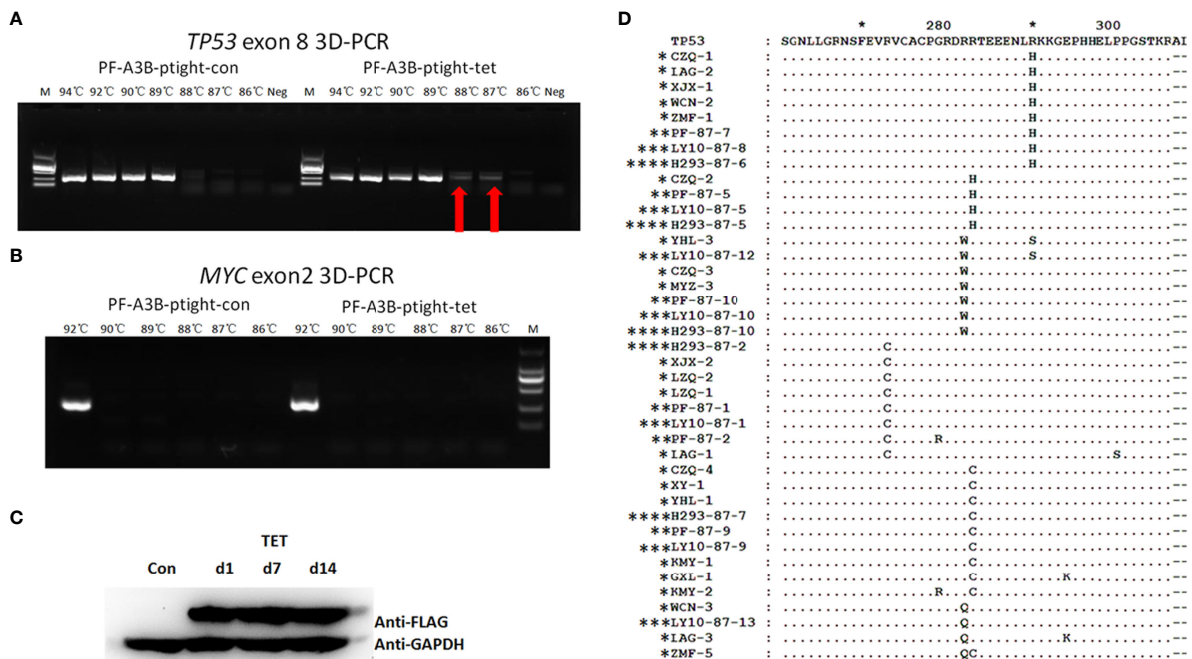 A
TP53 exon 8 3D-PCR
PF-A3B-ptight-con PF-A3B-ptight-tet
M 94℃ 92℃ 90℃ 89℃ 88℃ 87℃ 86℃ Neg M 94℃ 92℃ 90℃ 89℃ 88℃ 87℃ 86℃ Neg
B
MYC exon2 3D-PCR
PF-A3B-ptight-con PF-A3B-ptight-tet
92℃ 90℃ 89℃ 88℃ 87℃ 86℃ 92℃ 90℃ 89℃ 88℃ 87℃ 86℃ M
C
TET
Con d1 d7 d14
Anti-FLAG
Anti-GAPDH
D
* 280 * 300
TP53 : SGNLLGRNSFEVRVCACPGRDRRTEEENLRKKGEPHHELPPGSTKRAL
*CZQ-1 : .............................H................--
*LAG-2 : .............................H................--
*XJX-1 : .............................H................--
*WCN-2 : .............................H................--
*ZMF-1 : .............................H................--
**PF-87-7 : .............................H................--
***LY10-87-8 : .............................H................--
****H293-87-6 : .............................H................--
*CZQ-2 : ......................H.......................--
**PF-87-5 : ......................H.......................--
***LY10-87-5 : ......................H.......................--
****H293-87-5 : ......................H.......................--
*YHL-3 : .....................W.......S................--
***LY10-87-12 : .....................W.......S................--
*CZQ-3 : .....................W........................--
*MYZ-3 : .....................W........................--
**PF-87-10 : .....................W........................--
***LY10-87-10 : .....................W........................--
****H293-87-10 : .....................W........................--
****H293-87-2 : ............C.................................--
*XJX-2 : ............C.................................--
*LZQ-2 : ............C.................................--
*LZQ-1 : ............C.................................--
**PF-87-1 : ............C.................................--
***LY10-87-1 : ............C.................................--
**PF-87-2 : ............C.....R...........................--
*LAG-1 : ............C..........................S......--
*CZQ-4 : ......................C.......................--
*XY-1 : ......................C.......................--
*YHL-1 : ......................C.......................--
****H293-87-7 : ......................C.......................--
**PF-87-9 : ......................C.......................--
***LY10-87-9 : ......................C.......................--
*KMY-1 : ......................C.......................--
*GXL-1 : ......................C..........K............--
*KMY-2 : ..................R...C.......................--
*WCN-3 : .....................Q........................--
***LY10-87-13 : .....................Q........................--
*LAG-3 : .....................Q...........K............--
*ZMF-5 : .....................QC.......................--